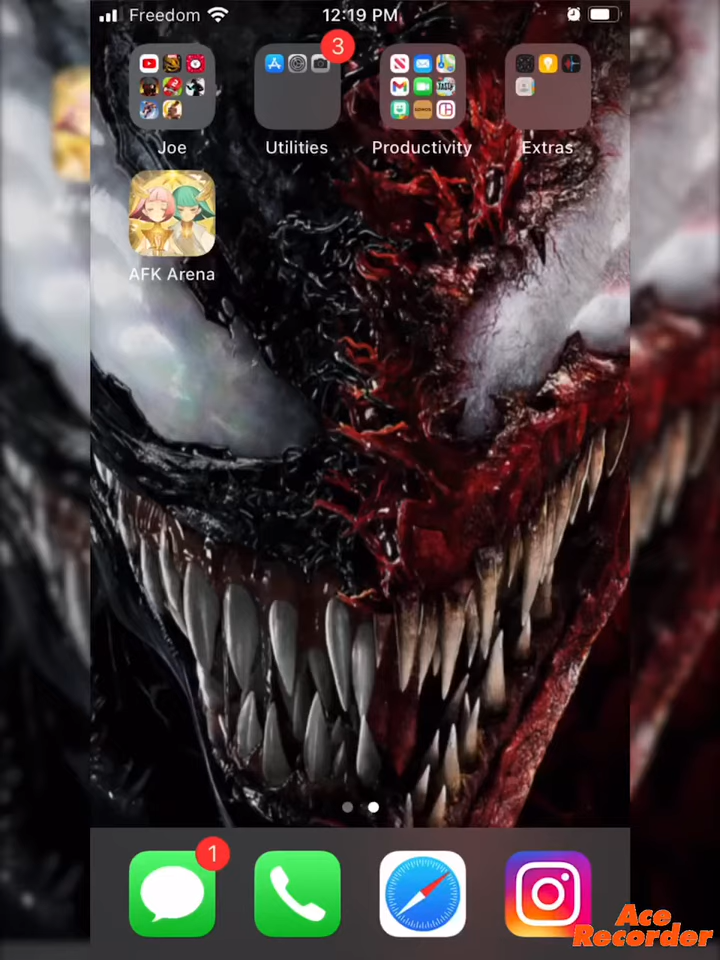 Freedom
12:19 PM
3
Joe
Utilities
Productivity
Extras
AFK Arena
1
Ace
Recorder